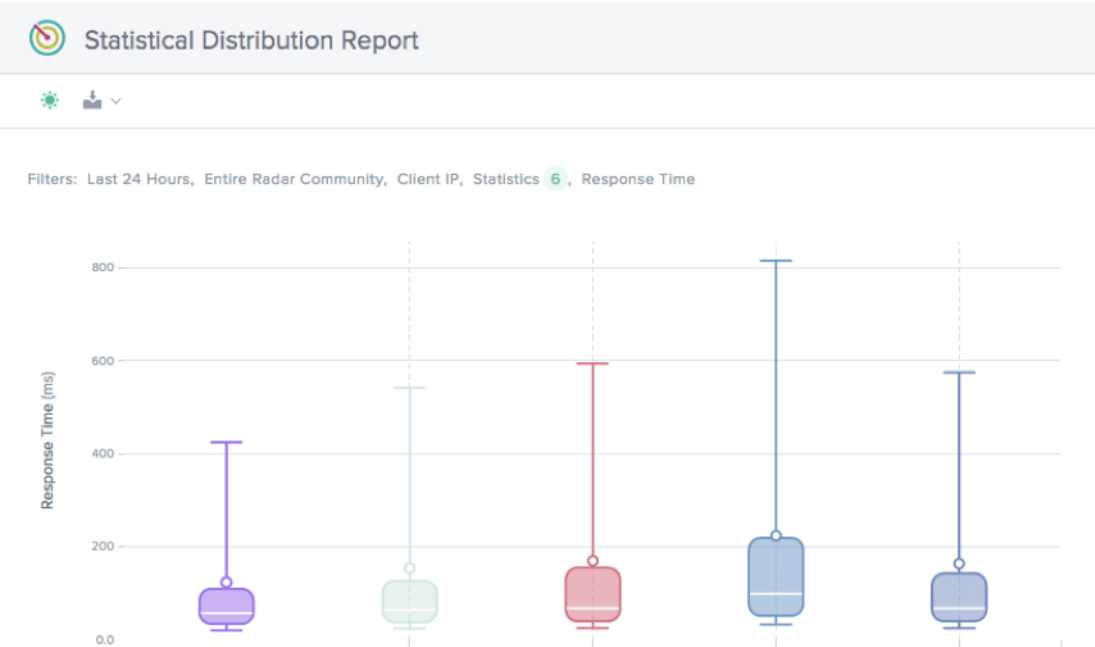 Statistical Distribution Report
Filters: Last 24 Hours, Entire Radar Community, Client IP, Statistics 6, Response Time
800
600
400
200
0.0
Response Time (ms)